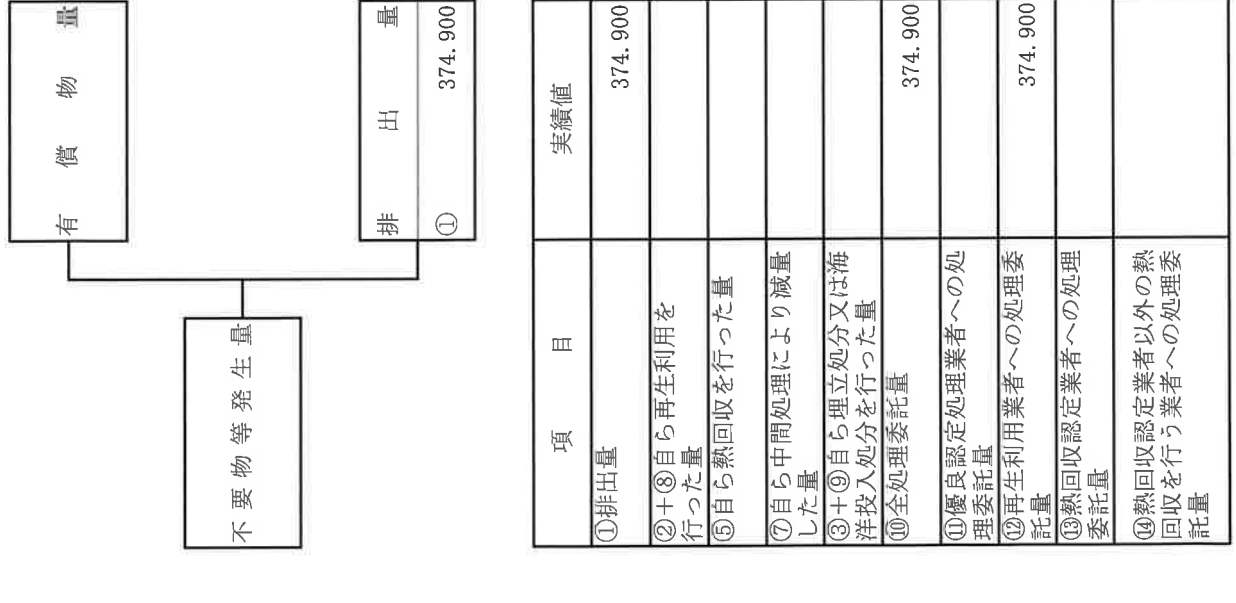 有償物量
不要物等発生量
排出量
① 374.900
項目 実績値
①排出量 374.900
②+⑧自ら再生利用を
行った量
⑤自ら熱回収を行った量
⑦自ら中間処理により減量
した量
③+⑨自ら埋立処分又は海
洋投入処分を行った量
⑩全処理委託量 374.900
⑪優良認定処理業者への処
理委託量
⑫再生利用業者への処理委
託量 374.900
⑬熱回収認定業者への処理
委託量
⑭熱回収認定業者以外の熱
回収を行う業者への処理委
託量